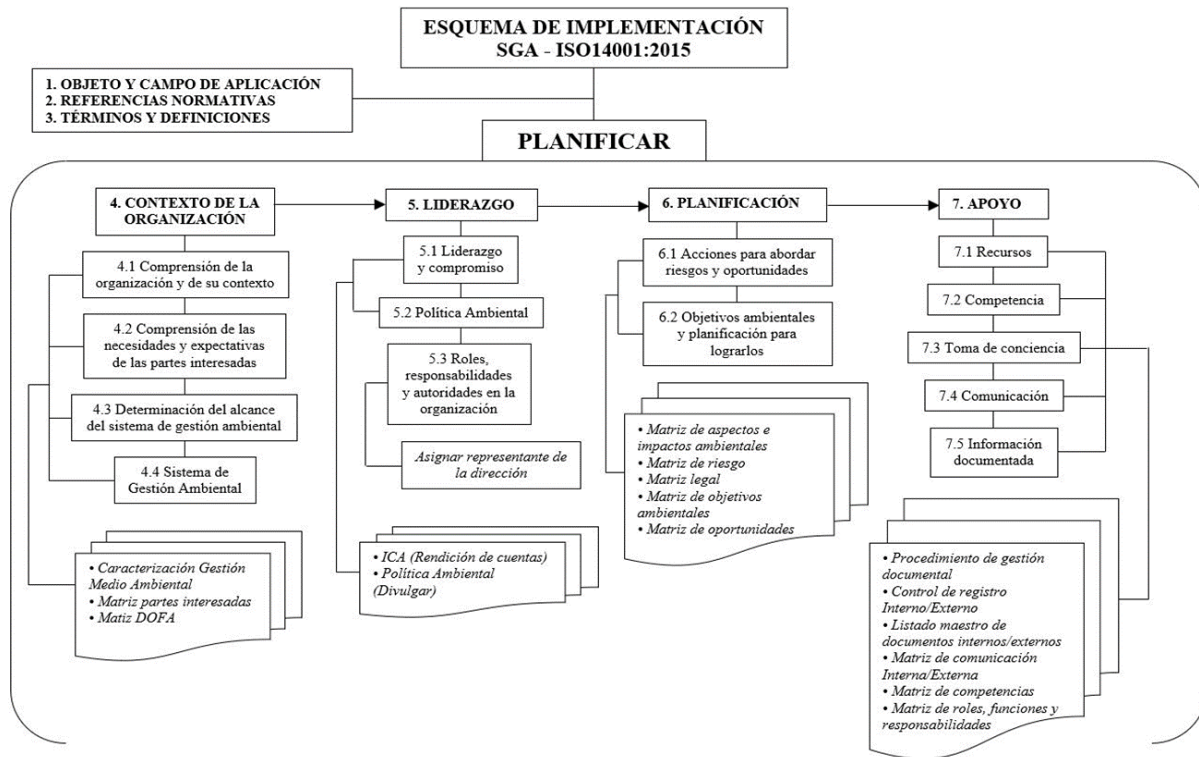 ESQUEMA DE IMPLEMENTACIÓN
SGA - ISO14001:2015
1. OBJETO Y CAMPO DE APLICACIÓN
2. REFERENCIAS NORMATIVAS
3. TÉRMINOS Y DEFINICIONES
PLANIFICAR
4. CONTEXTO DE LA
ORGANIZACIÓN
4.1 Comprensión de la
organización y de su contexto
4.2 Comprensión de las
necesidades y expectativas
de las partes interesadas
4.3 Determinación del alcance
del sistema de gestión ambiental
4.4 Sistema de
Gestión Ambiental
• Caracterización Gestión
Medio Ambiental
• Matriz partes interesadas
• Matiz DOFA
5. LIDERAZGO
5.1 Liderazgo
y compromiso
5.2 Política Ambiental
5.3 Roles,
responsabilidades
y autoridades en la
organización
Asignar representante de
la dirección
• ICA (Rendición de cuentas)
• Política Ambiental
(Divulgar)
6. PLANIFICACIÓN
6.1 Acciones para abordar
riesgos y oportunidades
6.2 Objetivos ambientales
y planificación para
lograrlos
• Matriz de aspectos e
impactos ambientales
• Matriz de riesgo
• Matriz legal
• Matriz de objetivos
ambientales
• Matriz de oportunidades
7. APOYO
7.1 Recursos
7.2 Competencia
7.3 Toma de conciencia
7.4 Comunicación
7.5 Información
documentada
• Procedimiento de gestión
documental
• Control de registro
Interno/Externo
• Listado maestro de
documentos internos/externos
• Matriz de comunicación
Interna/Externa
• Matriz de competencias
• Matriz de roles, funciones y
responsabilidades